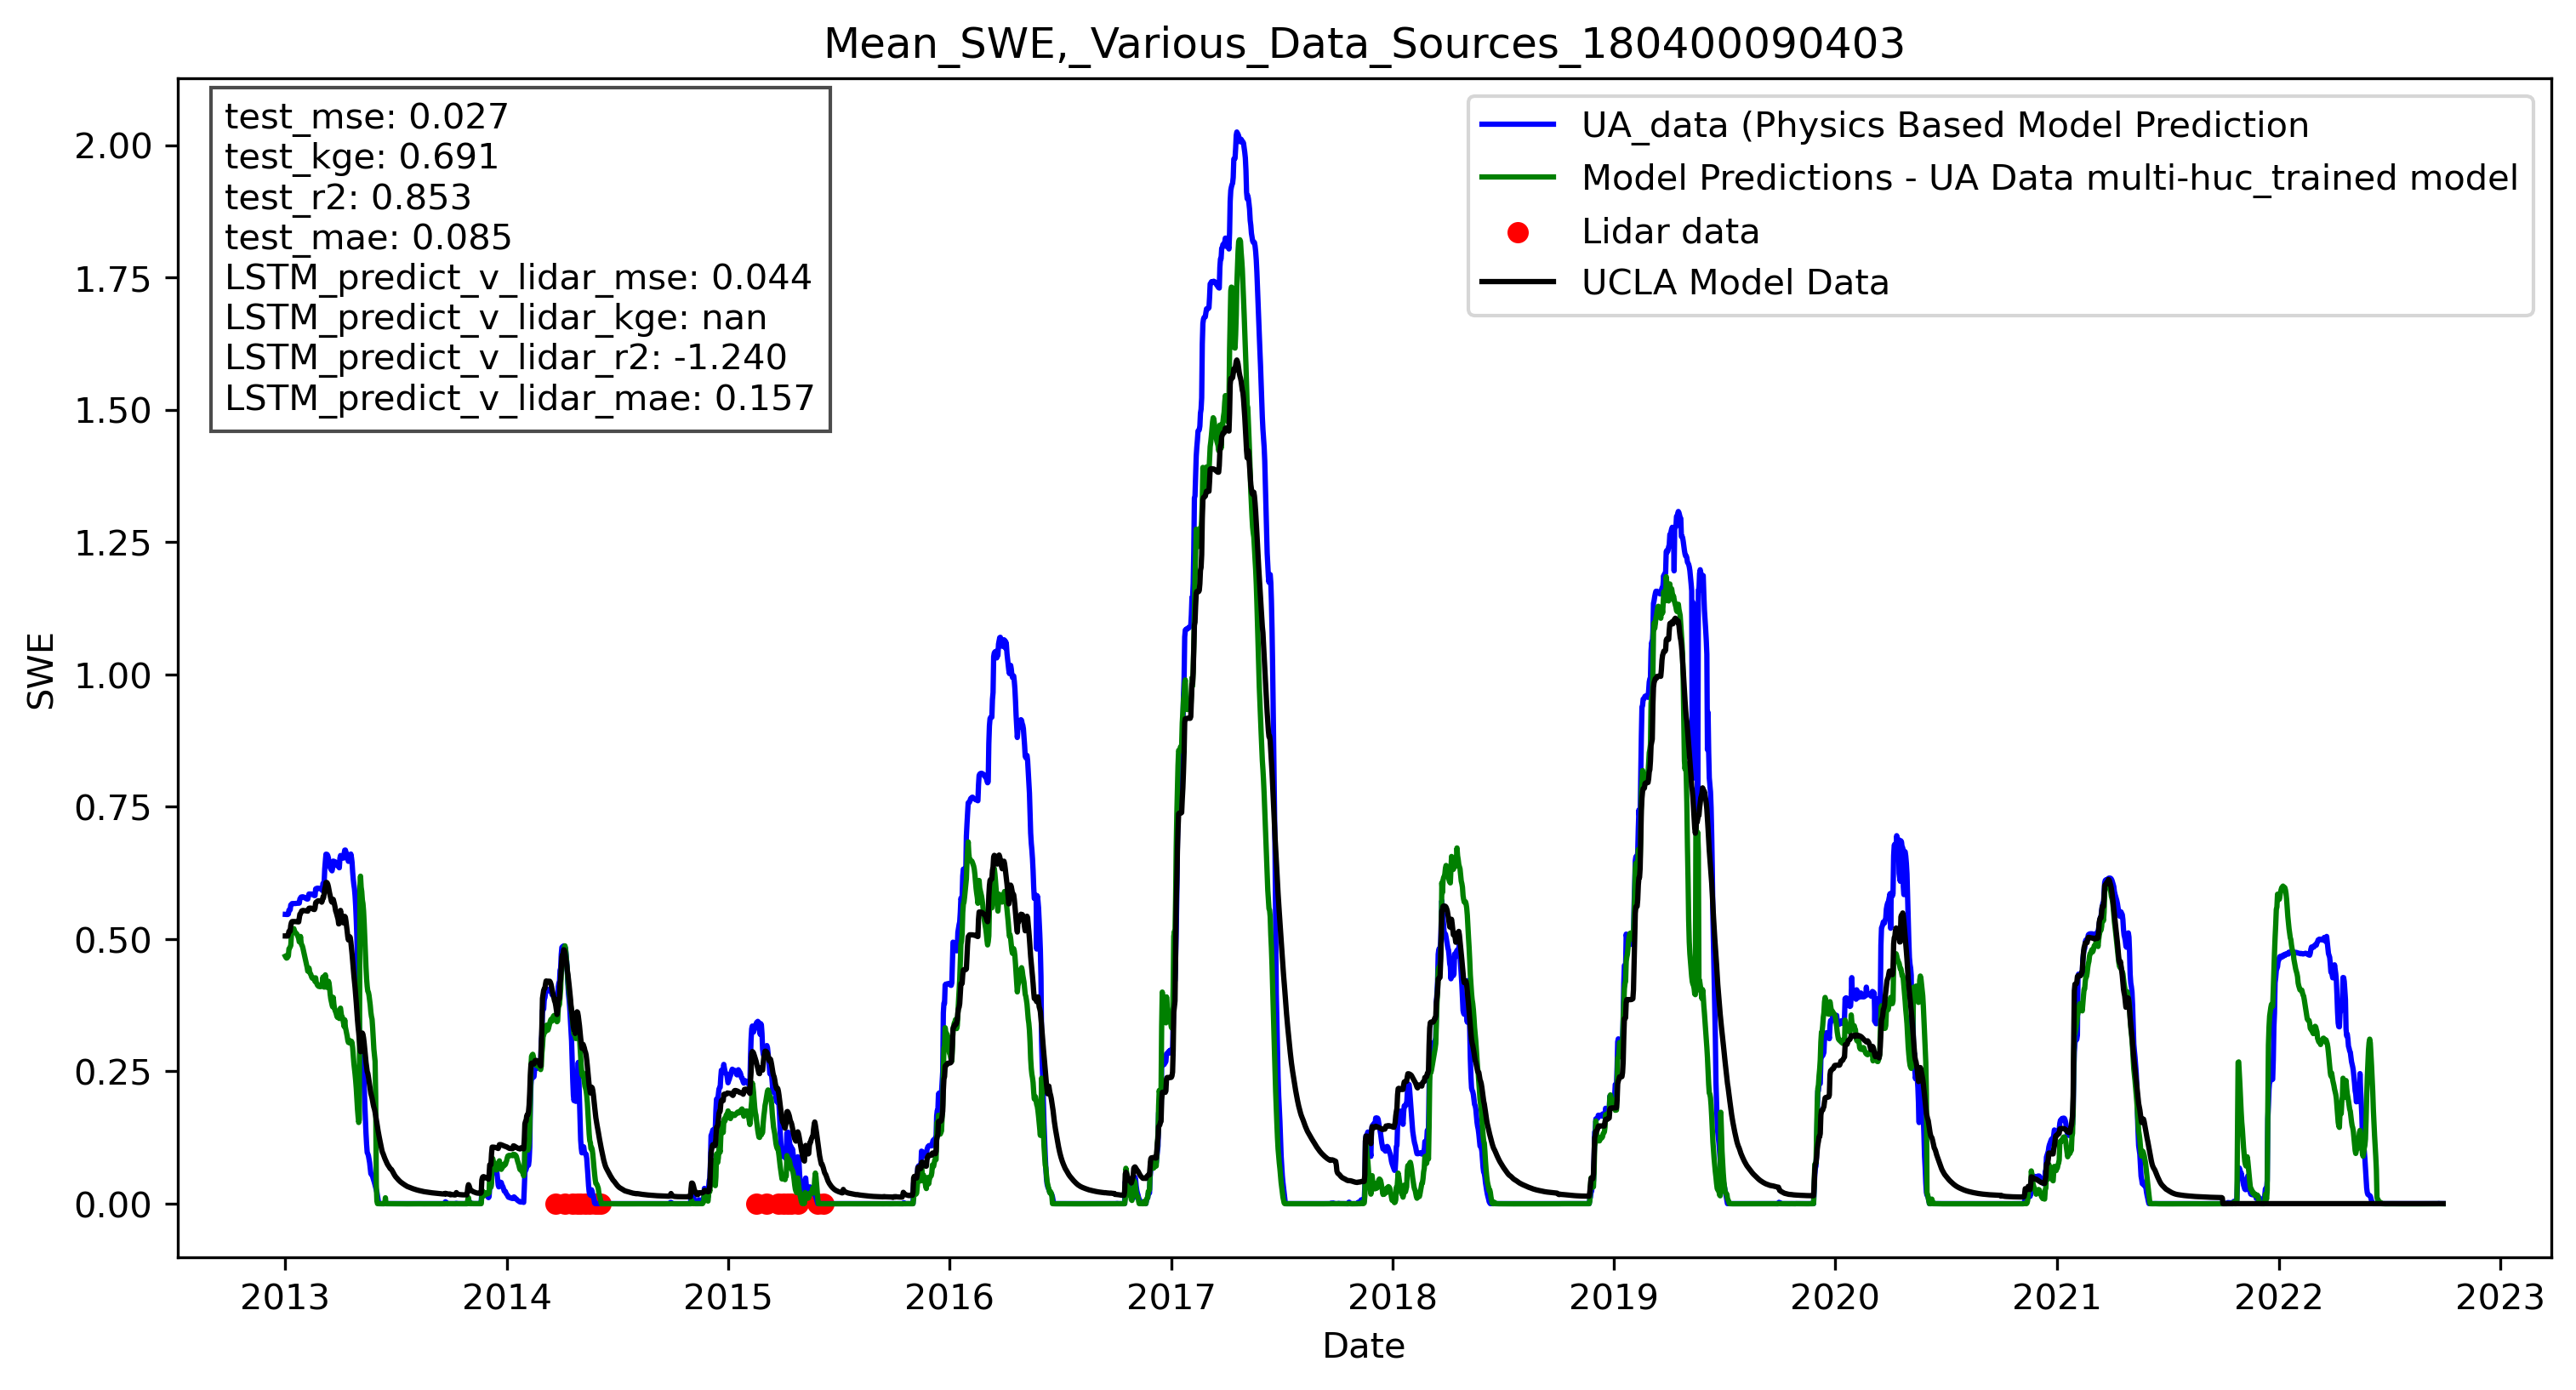 Mean_SWE,_Various_Data_Sources_180400090403
test_mse: 0.027
test_kge: 0.691
test_r2: 0.853
test_mae: 0.085
LSTM_predict_v_lidar_mse: 0.044
LSTM_predict_v_lidar_kge: nan
LSTM_predict_v_lidar_r2: -1.240
LSTM_predict_v_lidar_mae: 0.157
UA_data (Physics Based Model Prediction
Model Predictions - UA Data multi-huc_trained model
Lidar data
UCLA Model Data
SWE
2.00
1.75
1.50
1.25
1.00
0.75
0.50
0.25
0.00
2013 2014 2015 2016 2017 2018 2019 2020 2021 2022 2023
Date